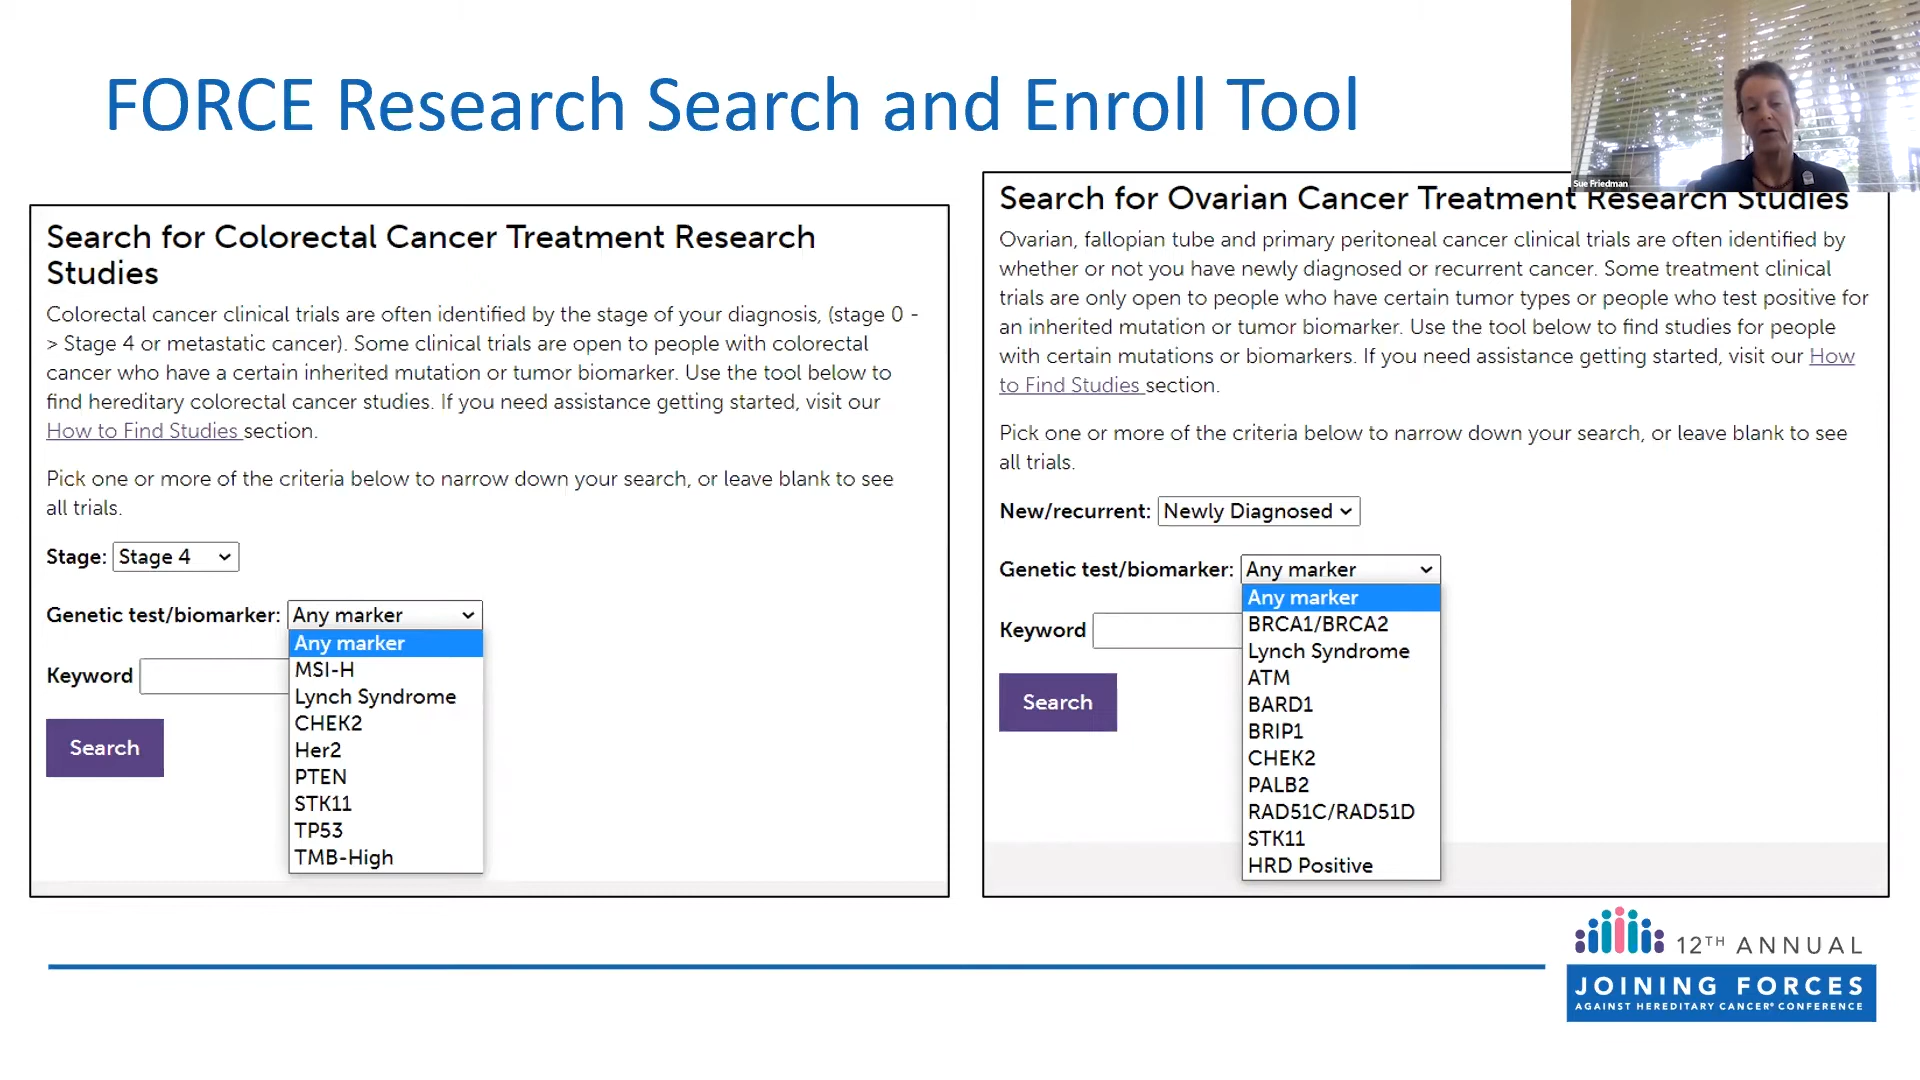 FORCE Research Search and Enroll Tool
Sue Friedman
Search for Colorectal Cancer Treatment Research
Studies
Colorectal cancer clinical trials are often identified by the stage of your diagnosis, (stage 0 -
> Stage 4 or metastatic cancer). Some clinical trials are open to people with colorectal
cancer who have a certain inherited mutation or tumor biomarker. Use the tool below to
find hereditary colorectal cancer studies. If you need assistance getting started, visit our
How to Find Studies section.
Pick one or more of the criteria below to narrow down your search, or leave blank to see
all trials.
Stage: Stage 4
Genetic test/biomarker: Any marker
Any marker
MSI-H
Lynch Syndrome
CHEK2
Her2
PTEN
STK11
TP53
TMB-High
Keyword
Search
Search for Ovarian Cancer Treatment Research Studies
Ovarian, fallopian tube and primary peritoneal cancer clinical trials are often identified by
whether or not you have newly diagnosed or recurrent cancer. Some treatment clinical
trials are only open to people who have certain tumor types or people who test positive for
an inherited mutation or tumor biomarker. Use the tool below to find studies for people
with certain mutations or biomarkers. If you need assistance getting started, visit our How
to Find Studies section.
Pick one or more of the criteria below to narrow down your search, or leave blank to see
all trials.
New/recurrent: Newly Diagnosed
Genetic test/biomarker: Any marker
Any marker
BRCA1/BRCA2
Lynch Syndrome
ATM
BARD1
BRIP1
CHEK2
PALB2
RAD51C/RAD51D
STK11
HRD Positive
Keyword
Search
12TH ANNUAL
JOINING FORCES
AGAINST HEREDITARY CANCER® CONFERENCE